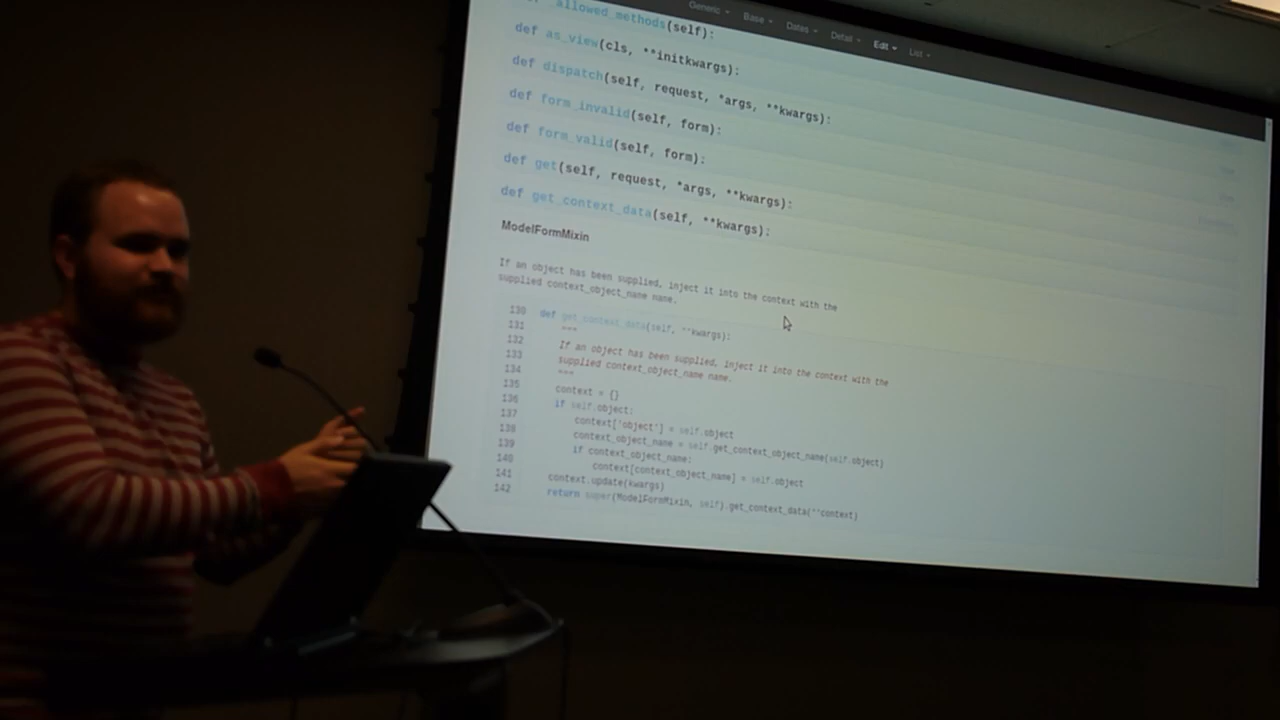 Generic Base Dates Detail Edit List
allowed_methods(self):
def as_view(cls, **initkwargs):
def dispatch(self, request, *args, **kwargs):
def form_invalid(self, form):
def form_valid(self, form):
def get(self, request, *args, **kwargs):
def get_context_data(self, **kwargs):
ModelFormMixin
If an object has been supplied, inject it into the context with the
supplied context_object_name name.
130 def get_context_data(self, **kwargs):
131 """
132 If an object has been supplied, inject it into the context with the
133 supplied context_object_name name.
134 """
135 context = {}
136 if self.object:
137 context['object'] = self.object
138 context_object_name = self.get_context_object_name(self.object)
139 if context_object_name:
140 context[context_object_name] = self.object
141 context.update(kwargs)
142 return super(ModelFormMixin, self).get_context_data(**context)